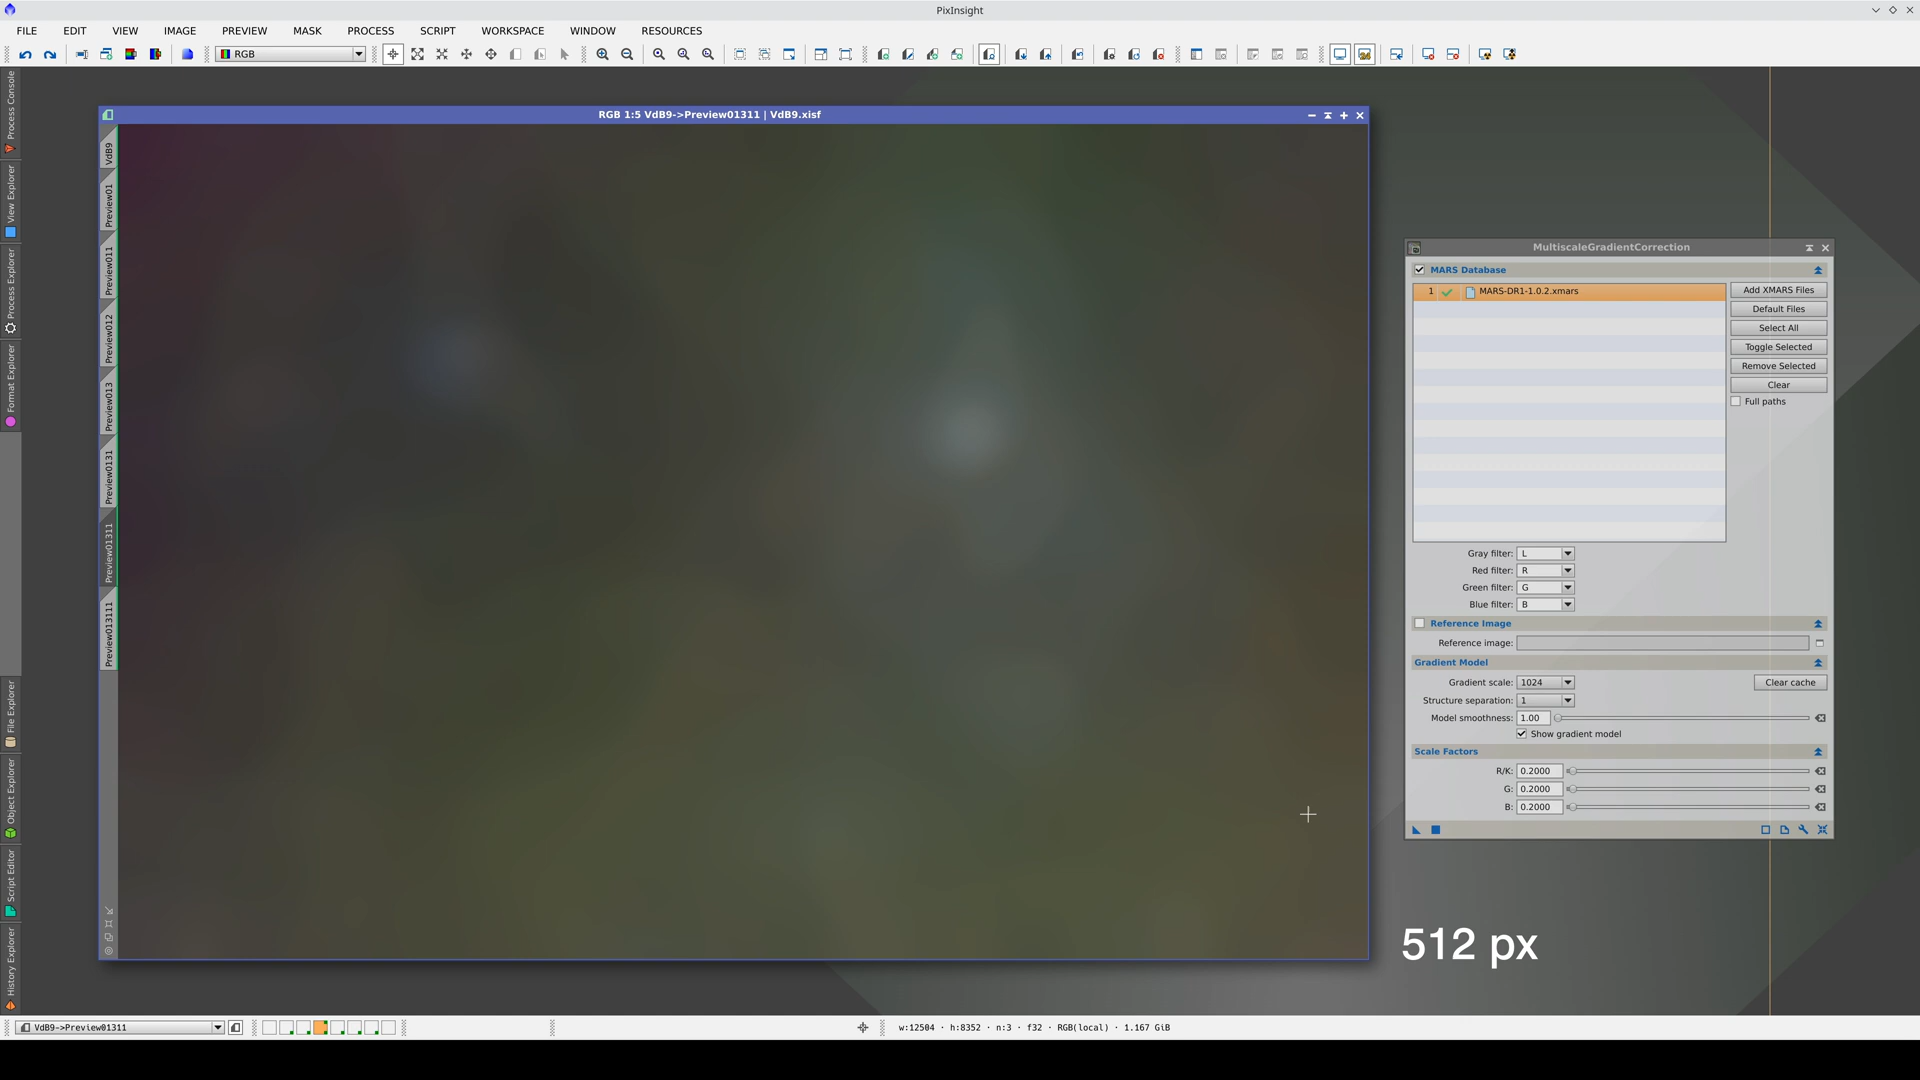 PixInsight
FILE EDIT VIEW IMAGE PREVIEW MASK PROCESS SCRIPT WORKSPACE WINDOW RESOURCES
RGB
Process Console
View Explorer
Process Explorer
Format Explorer
File Explorer
Object Explorer
Script Editor
History Explorer
RGB 1:5 VdB9->Preview01311 | VdB9.xisf
VdB9
Preview01
Preview011
Preview012
Preview013
Preview0131
Preview01311
Preview013111
MultiscaleGradientCorrection
MARS Database
1 MARS-DR1-1.0.2.xmars
Add XMARS Files
Default Files
Select All
Toggle Selected
Remove Selected
Clear
Full paths
Gray filter: L
Red filter: R
Green filter: G
Blue filter: B
Reference Image
Reference image:
Gradient Model
Gradient scale: 1024 Clear cache
Structure separation: 1
Model smoothness: 1.00
Show gradient model
Scale Factors
R/K: 0.2000
G: 0.2000
B: 0.2000
512 px
VdB9->Preview01311
w:12504 · h:8352 · n:3 · f32 · RGB(local) · 1.167 GiB